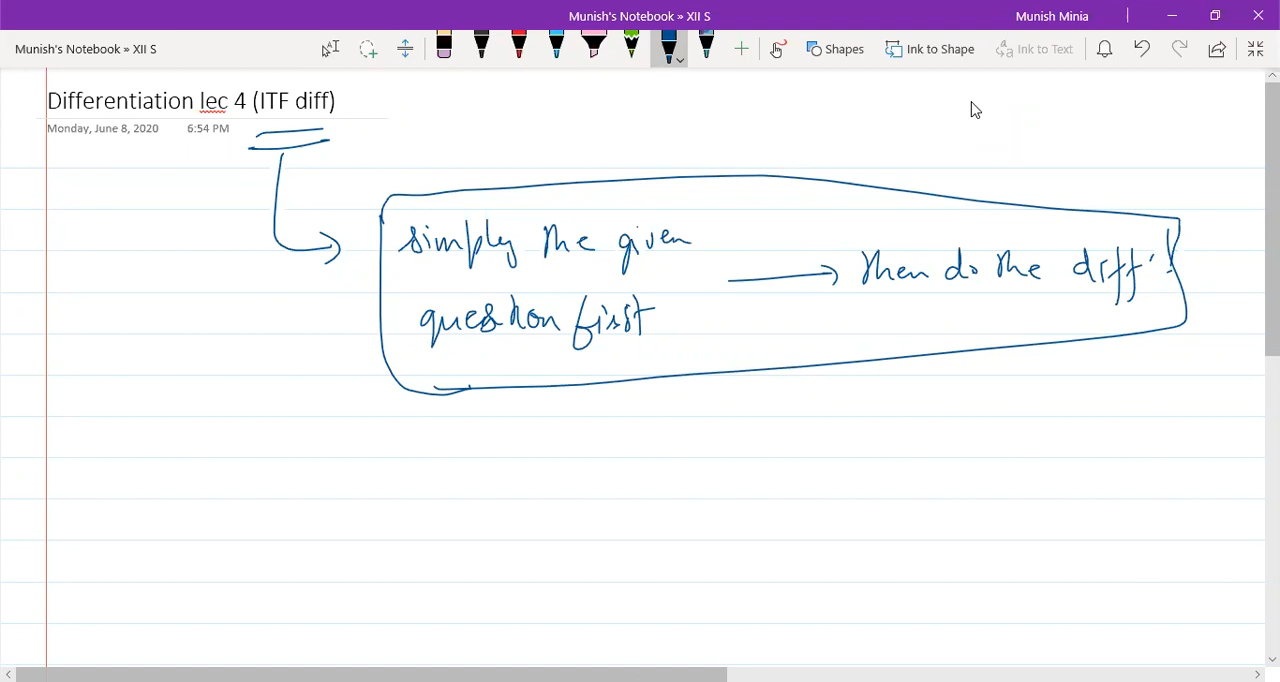 Munish's Notebook » XII S
Munish Minia
Munish's Notebook » XII S
Shapes
Ink to Shape
Ink to Text
Differentiation lec 4 (ITF diff)
Monday, June 8, 2020 6:54 PM
simply the given
question first
then do the diff'!